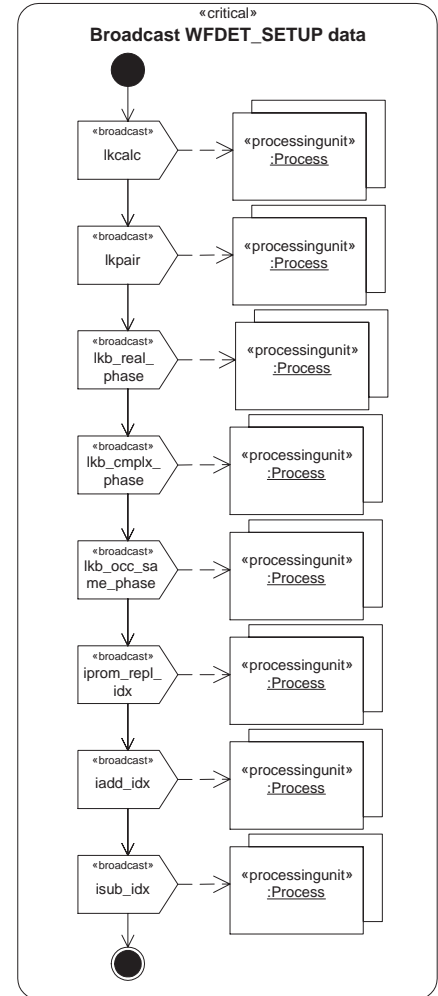 «critical»
Broadcast WFDET_SETUP data
«broadcast»
lkcalc
«processingunit»
:Process
«broadcast»
lkpair
«processingunit»
:Process
«broadcast»
lkb_real_
phase
«processingunit»
:Process
«broadcast»
lkb_cmplx_
phase
«processingunit»
:Process
«broadcast»
lkb_occ_sa
me_phase
«processingunit»
:Process
«broadcast»
iprom_repl_
idx
«processingunit»
:Process
«broadcast»
iadd_idx
«processingunit»
:Process
«broadcast»
isub_idx
«processingunit»
:Process